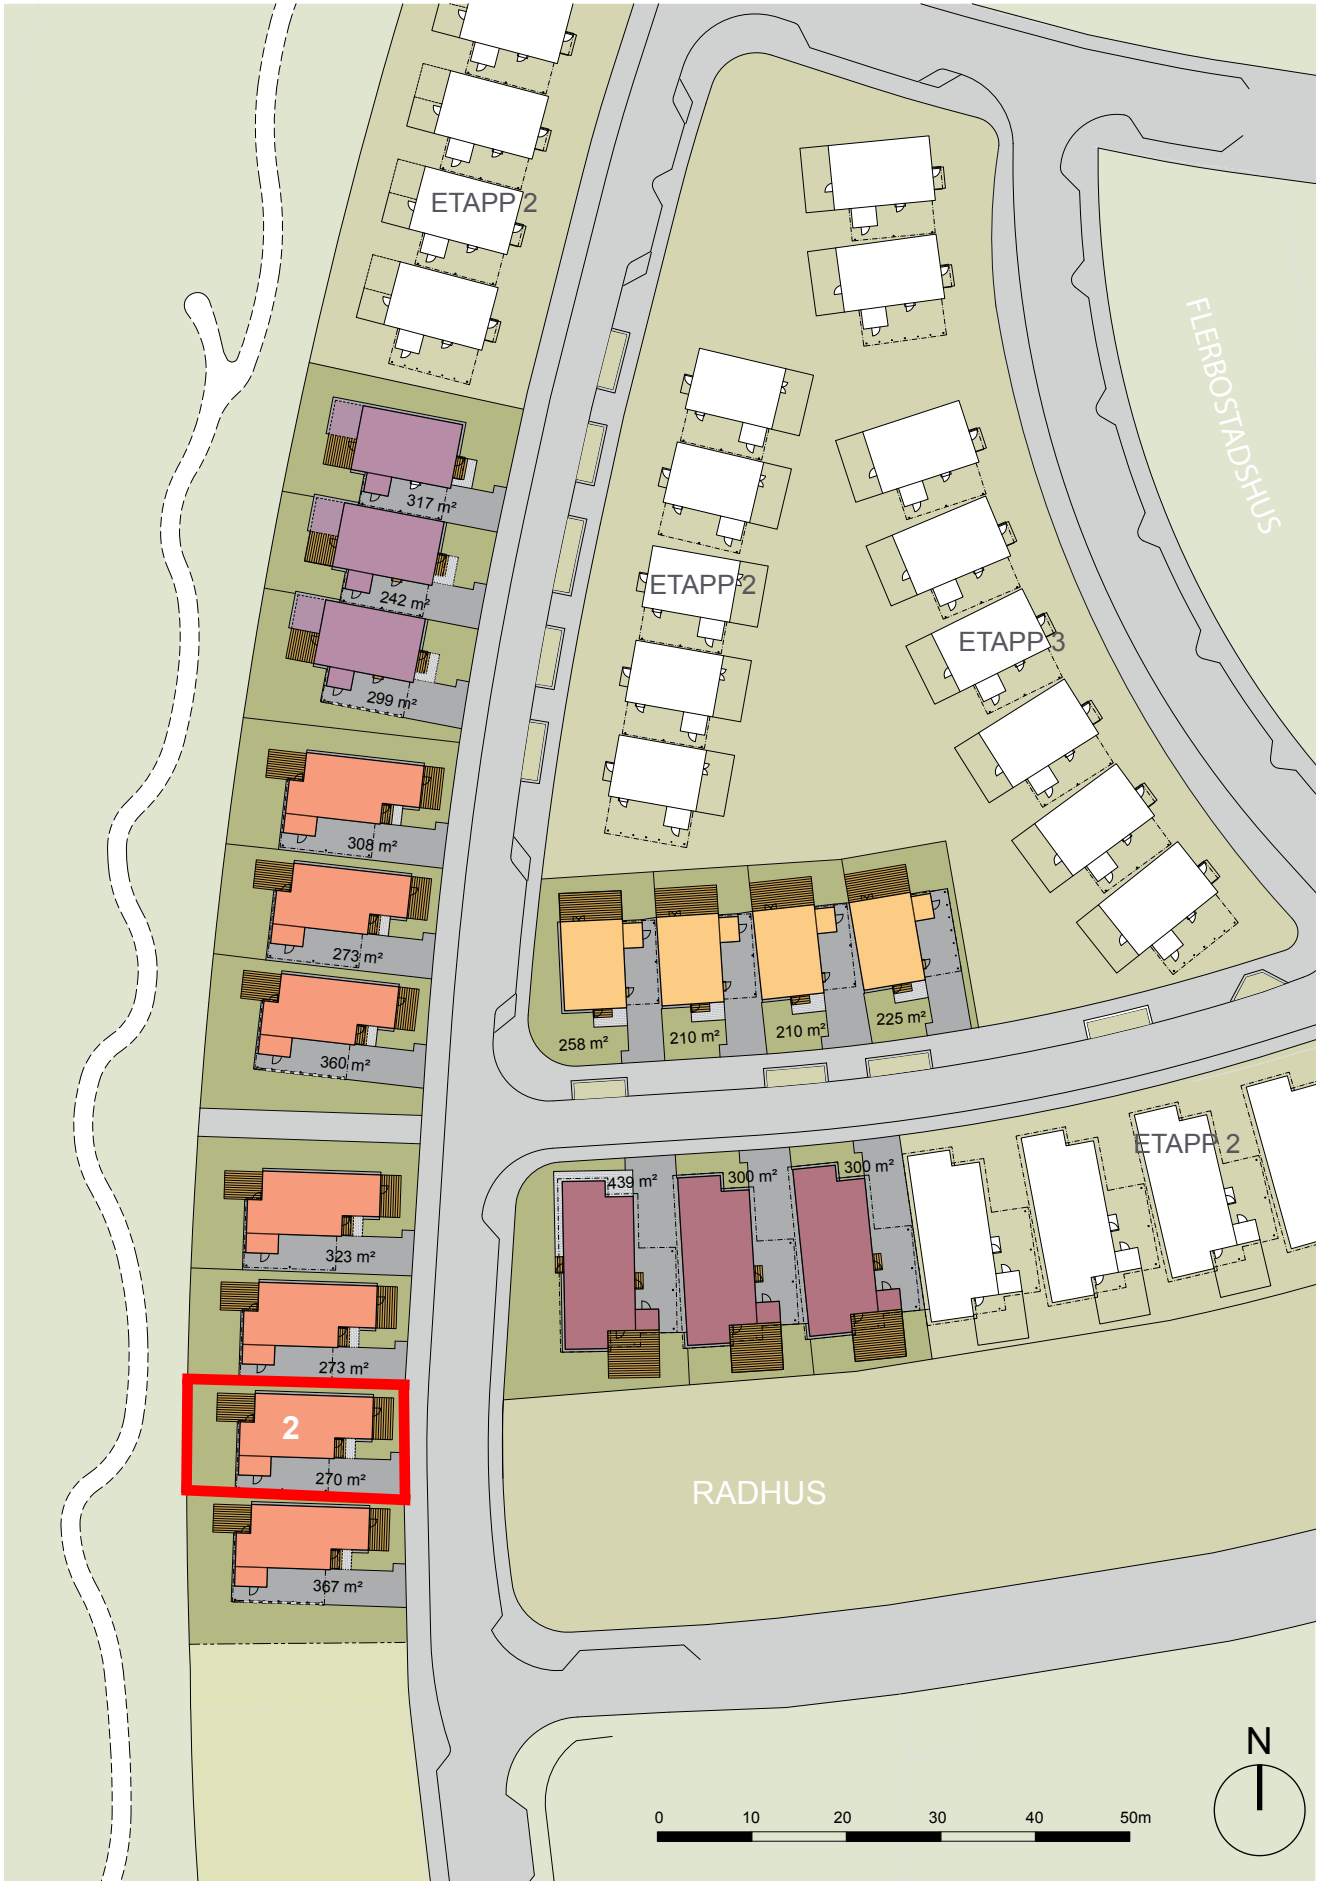 ETAPP 2
FLERBOSTADSHUS
317 m²
242 m²
ETAPP 2
299 m²
ETAPP 3
308 m²
273 m²
360 m²
258 m²
210 m²
210 m²
225 m²
ETAPP 2
439 m²
300 m²
300 m²
323 m²
273 m²
2
270 m²
RADHUS
367 m²
N
0 10 20 30 40 50m